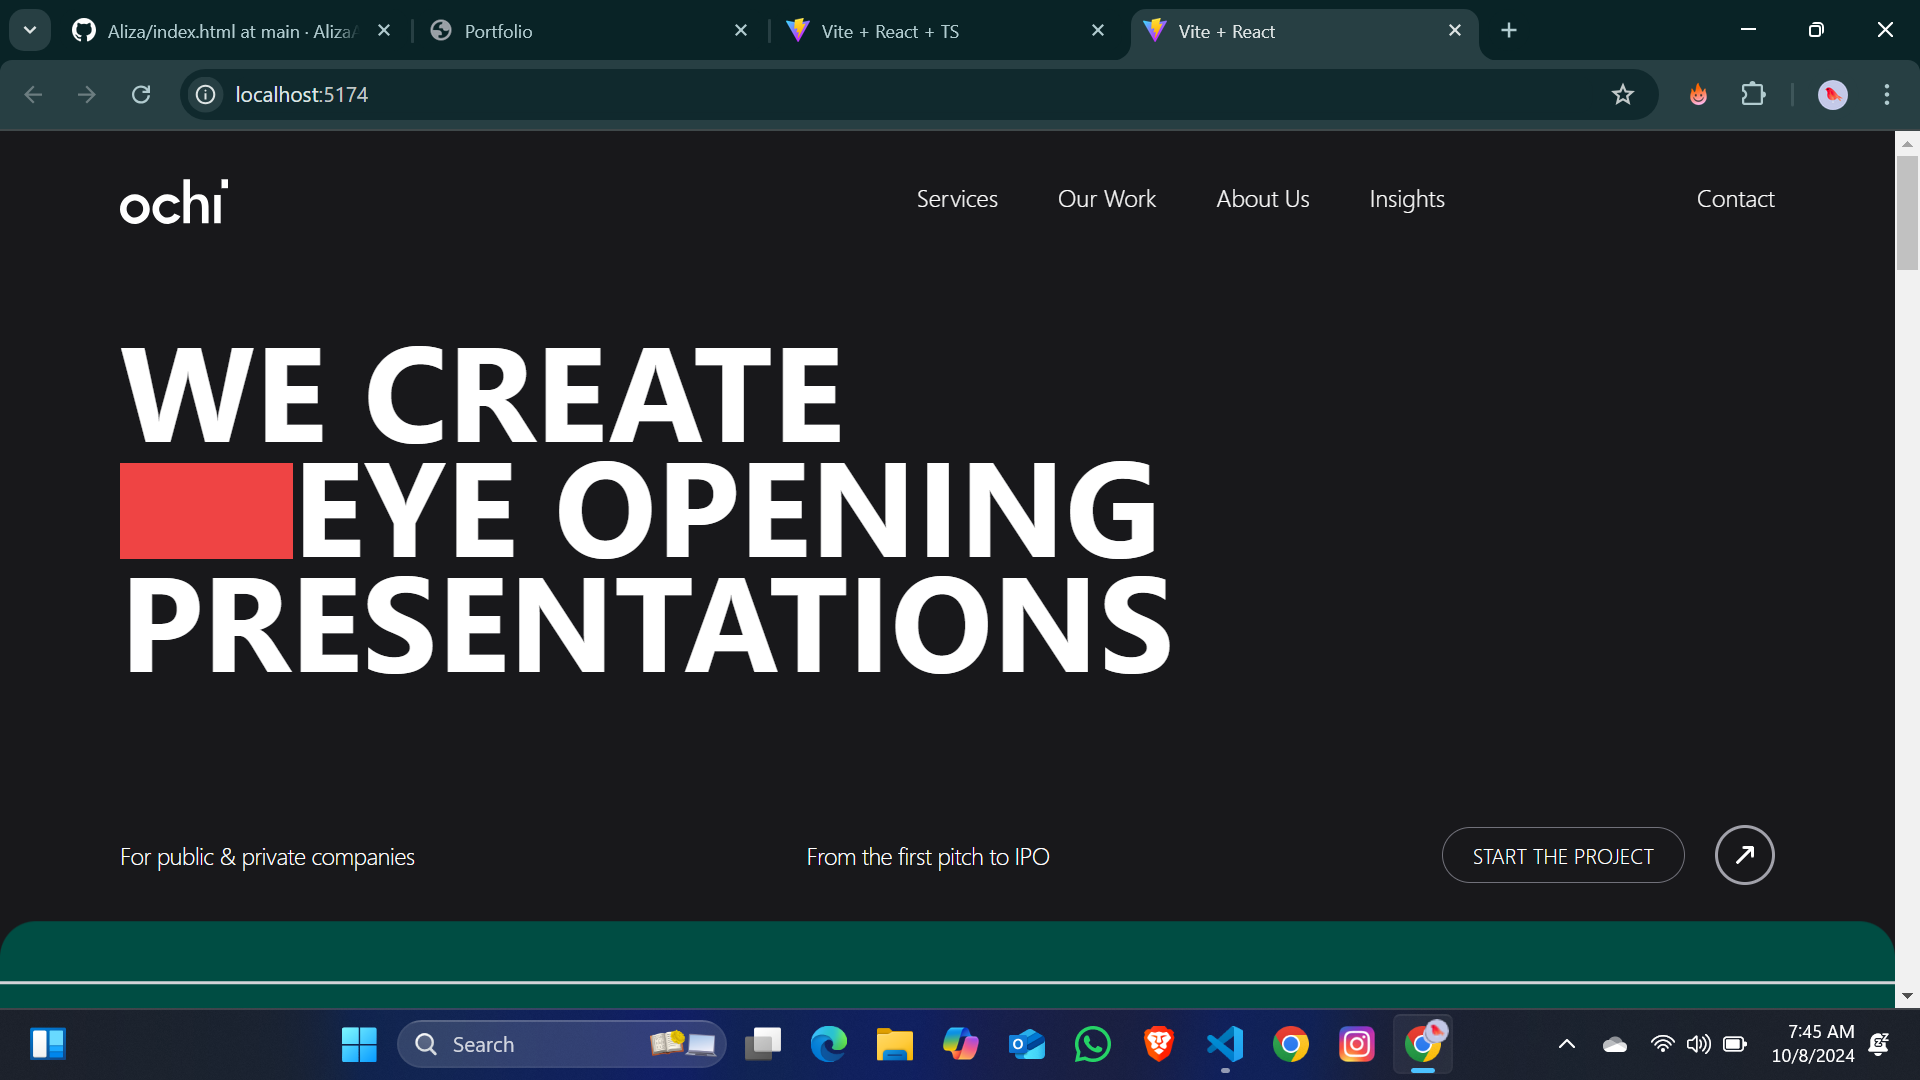 Aliza/index.html at main · Aliza
Portfolio
Vite + React + TS
Vite + React
localhost:5174
ochi
Services
Our Work
About Us
Insights
Contact
WE CREATE
EYE OPENING
PRESENTATIONS
For public & private companies
From the first pitch to IPO
START THE PROJECT
Search
7:45 AM
10/8/2024